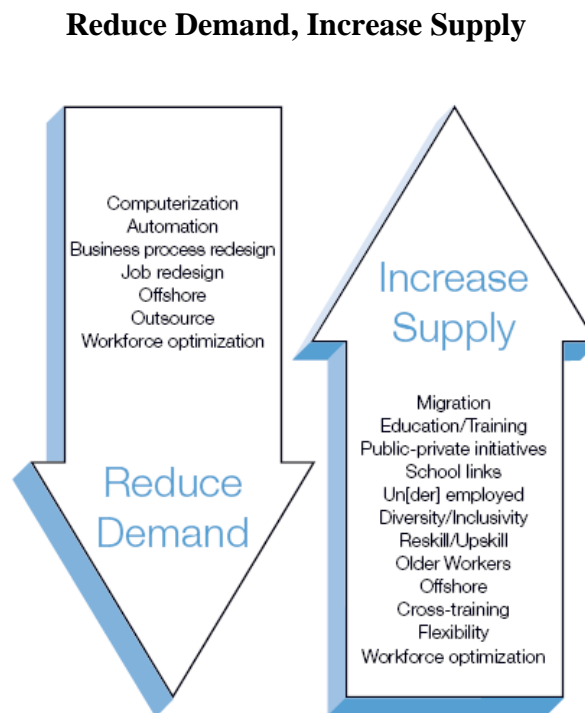 Reduce Demand, Increase Supply
Computerization
Automation
Business process redesign
Job redesign
Offshore
Outsource
Workforce optimization
Reduce
Demand
Increase
Supply
Migration
Education/Training
Public-private initiatives
School links
Un[der] employed
Diversity/Inclusivity
Reskill/Upskill
Older Workers
Offshore
Cross-training
Flexibility
Workforce optimization